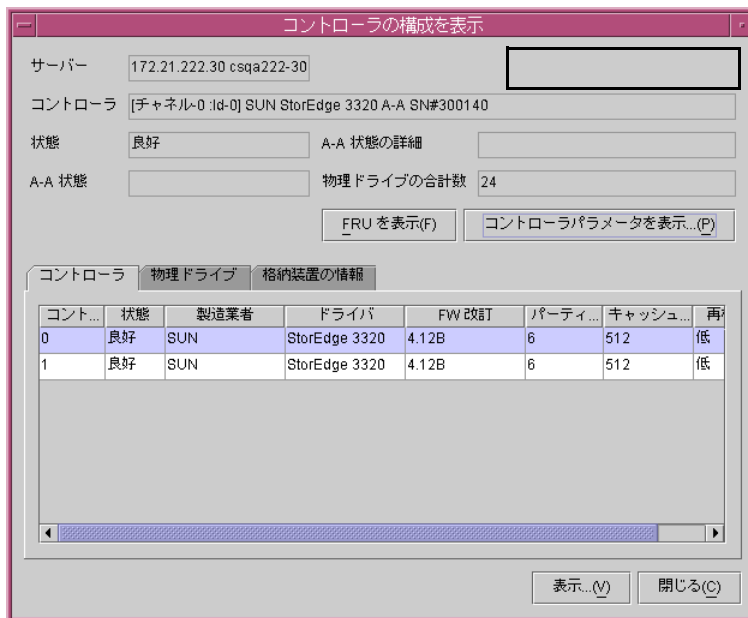 コントローラの構成を表示
サーバー 172.21.222.30 csqa222-30
コントローラ [チャネル-0 :Id-0] SUN StorEdge 3320 A-A SN#300140
状態 良好 A-A 状態の詳細
A-A 状態 物理ドライブの合計数 24
FRU を表示(F) コントローラパラメータを表示...(P)
コントローラ 物理ドライブ 格納装置の情報
コント... 状態 製造業者 ドライバ FW 改訂 パーティ... キャッシュ...
0 良好 SUN StorEdge 3320 4.12B 6 512 低
1 良好 SUN StorEdge 3320 4.12B 6 512 低
表示...(V) 閉じる(C)